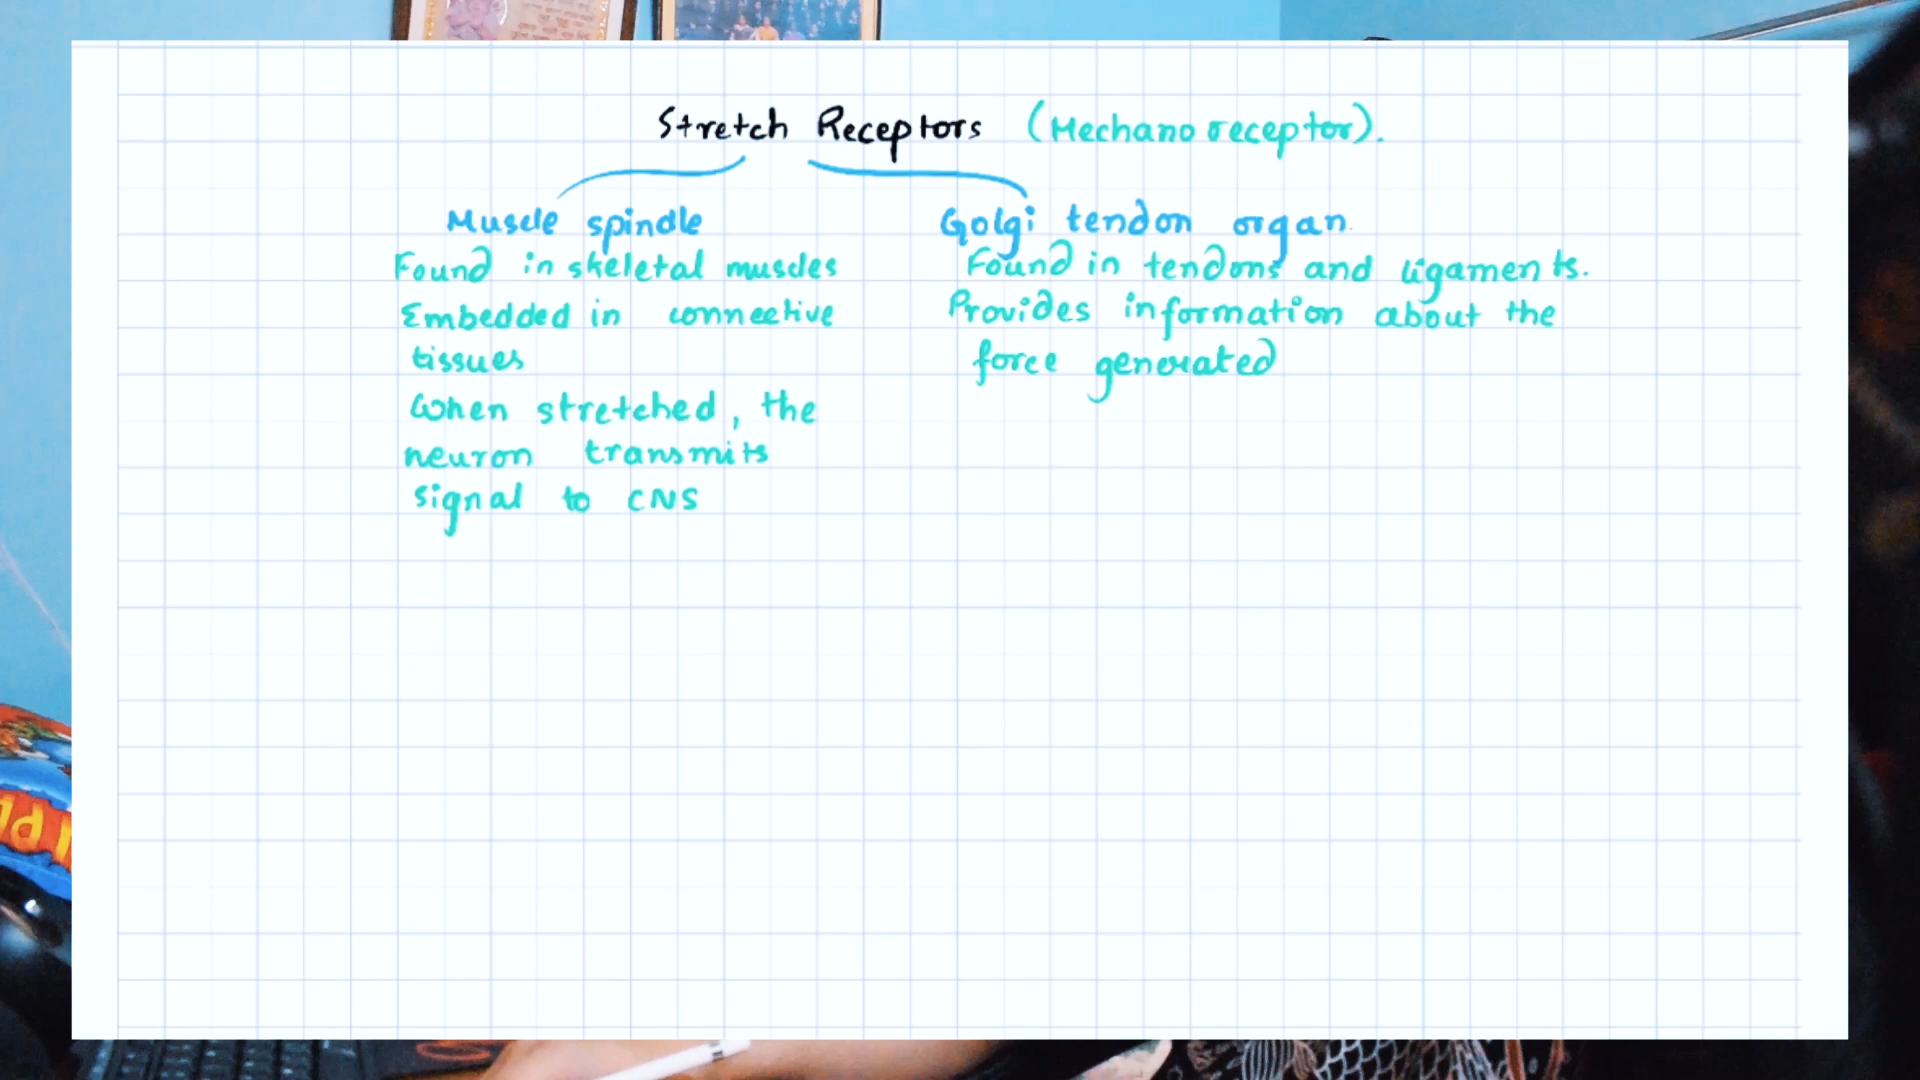 Stretch Receptors (Mechano receptor).
Muscle spindle
Found in skeletal muscles
Embedded in connective
tissues
When stretched, the
neuron transmits
signal to CNS
Golgi tendon organ.
Found in tendons and ligaments.
Provides information about the
force generated